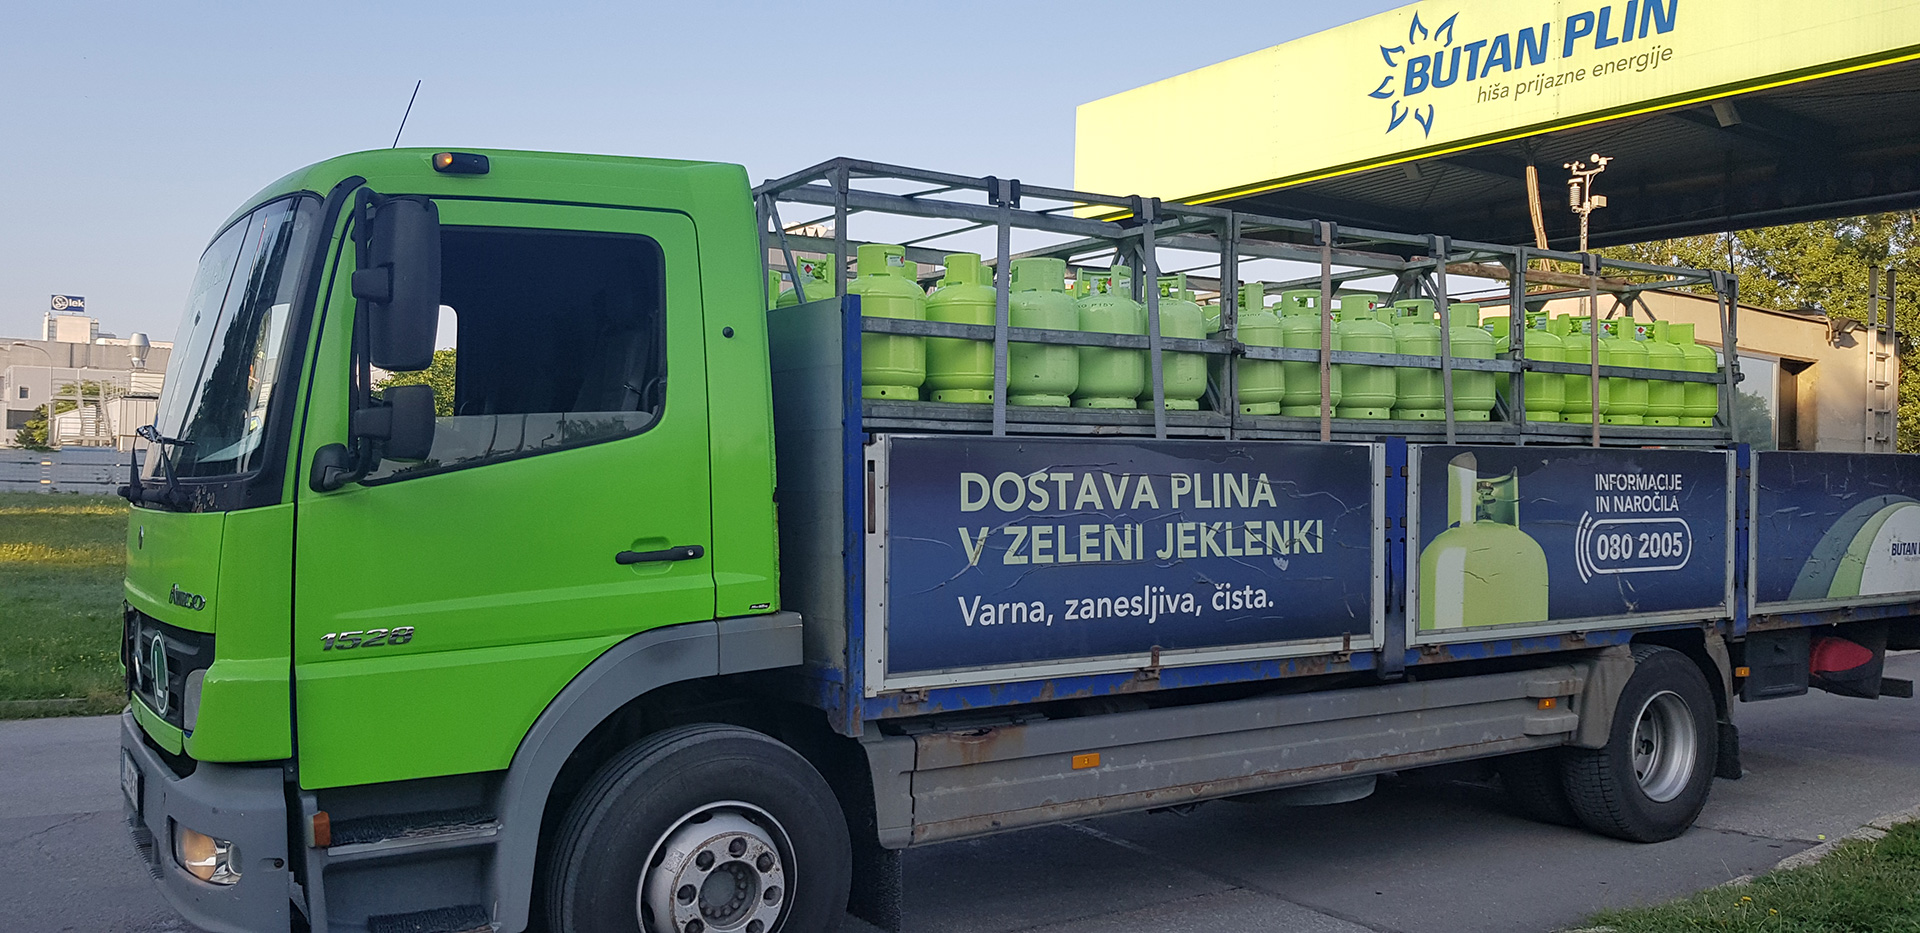 BUTAN PLIN
hiša prijazne energije
lek
DOSTAVA PLINA
V ZELENI JEKLENKI
Varna, zanesljiva, čista.
INFORMACIJE
IN NAROČILA
080 2005
BUTAN
1528
L